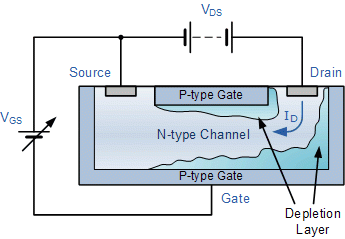 VDS
Source
Drain
P-type Gate
ID
VGS
N-type Channel
P-type Gate
Gate
Depletion
Layer